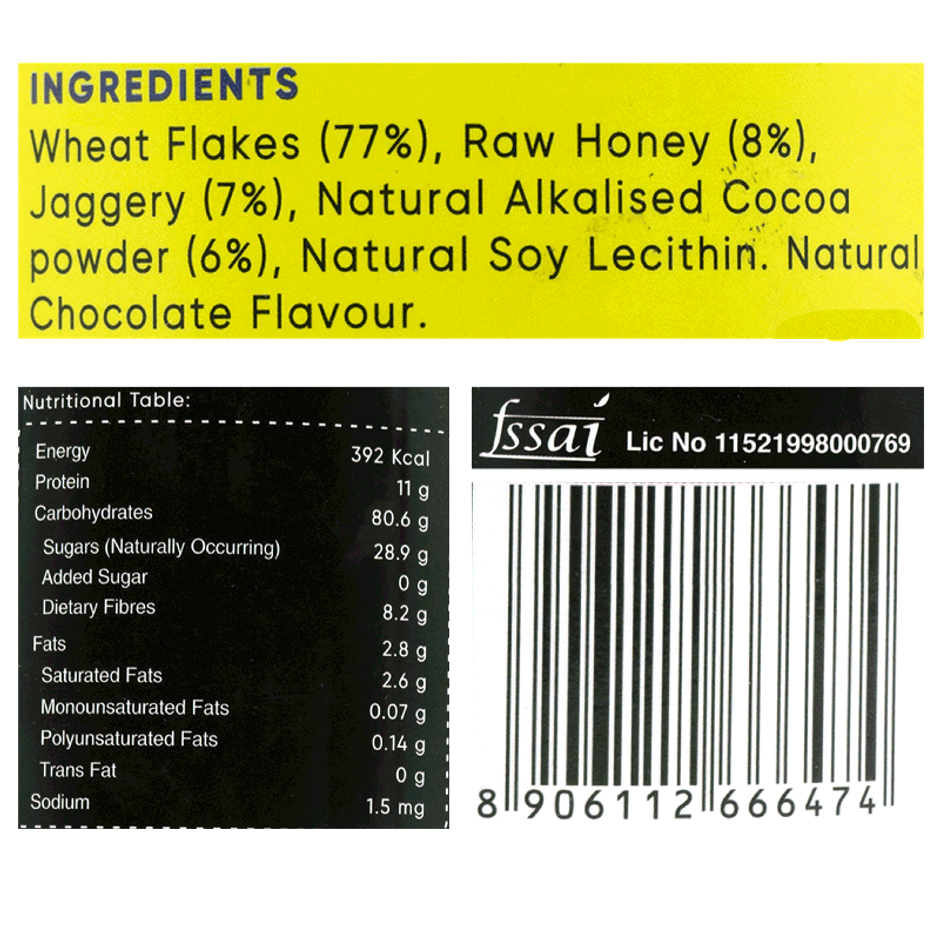 INGREDIENTS
Wheat Flakes (77%), Raw Honey (8%),
Jaggery (7%), Natural Alkalised Cocoa
powder (6%), Natural Soy Lecithin. Natural
Chocolate Flavour.
Nutritional Table:
Energy 392 Kcal
Protein 11 g
Carbohydrates 80.6 g
Sugars (Naturally Occurring) 28.9 g
Added Sugar 0 g
Dietary Fibres 8.2 g
Fats 2.8 g
Saturated Fats 2.6 g
Monounsaturated Fats 0.07 g
Polyunsaturated Fats 0.14 g
Trans Fat 0 g
Sodium 1.5 mg
fssai Lic No 11521998000769
8 906112 666474